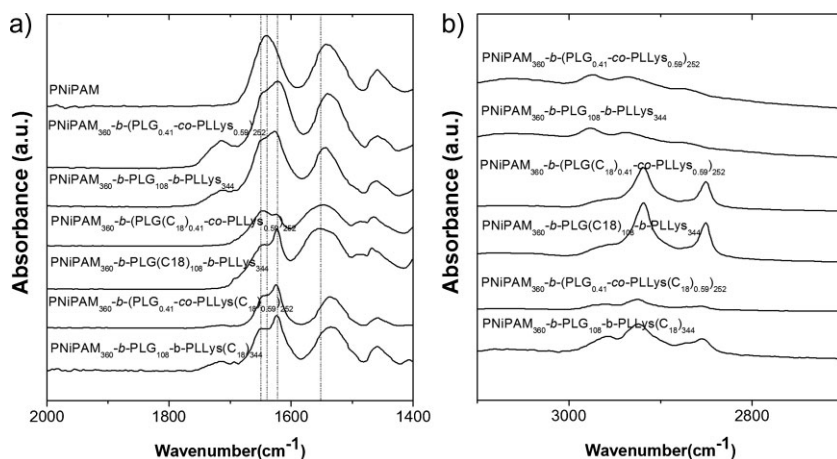 a)
Absorbance (a.u.)
PNiPAM
PNiPAM360-b-(PLG0.41-co-PLLys0.59)252
PNiPAM360-b-PLG108-b-PLLys344
PNiPAM360-b-(PLG(C18)0.41-co-PLLys0.59)252
PNiPAM360-b-PLG(C18)108-b-PLLys344
PNiPAM360-b-(PLG0.41-co-PLLys(C18)0.59)252
PNiPAM360-b-PLG108-b-PLLys(C18)344
2000 1800 1600 1400
Wavenumber(cm-1)
b)
Absorbance (a.u.)
PNiPAM360-b-(PLG0.41-co-PLLys0.59)252
PNiPAM360-b-PLG108-b-PLLys344
PNiPAM360-b-(PLG(C18)0.41-co-PLLys0.59)252
PNiPAM360-b-PLG(C18)108-b-PLLys344
PNiPAM360-b-(PLG0.41-co-PLLys(C18)0.59)252
PNiPAM360-b-PLG108-b-PLLys(C18)344
3000 2800
Wavenumber(cm-1)